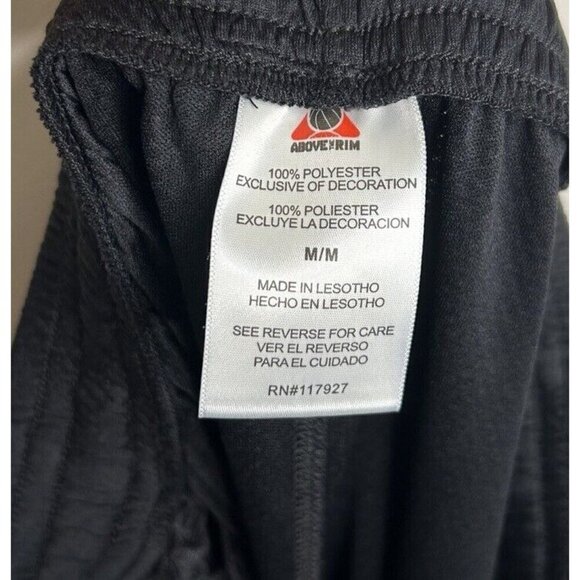 ABOVE THE RIM
100% POLYESTER
EXCLUSIVE OF DECORATION
100% POLIESTER
EXCLUYE LA DECORACION
M/M
MADE IN LESOTHO
HECHO EN LESOTHO
SEE REVERSE FOR CARE
VER EL REVERSO
PARA EL CUIDADO
RN#117927